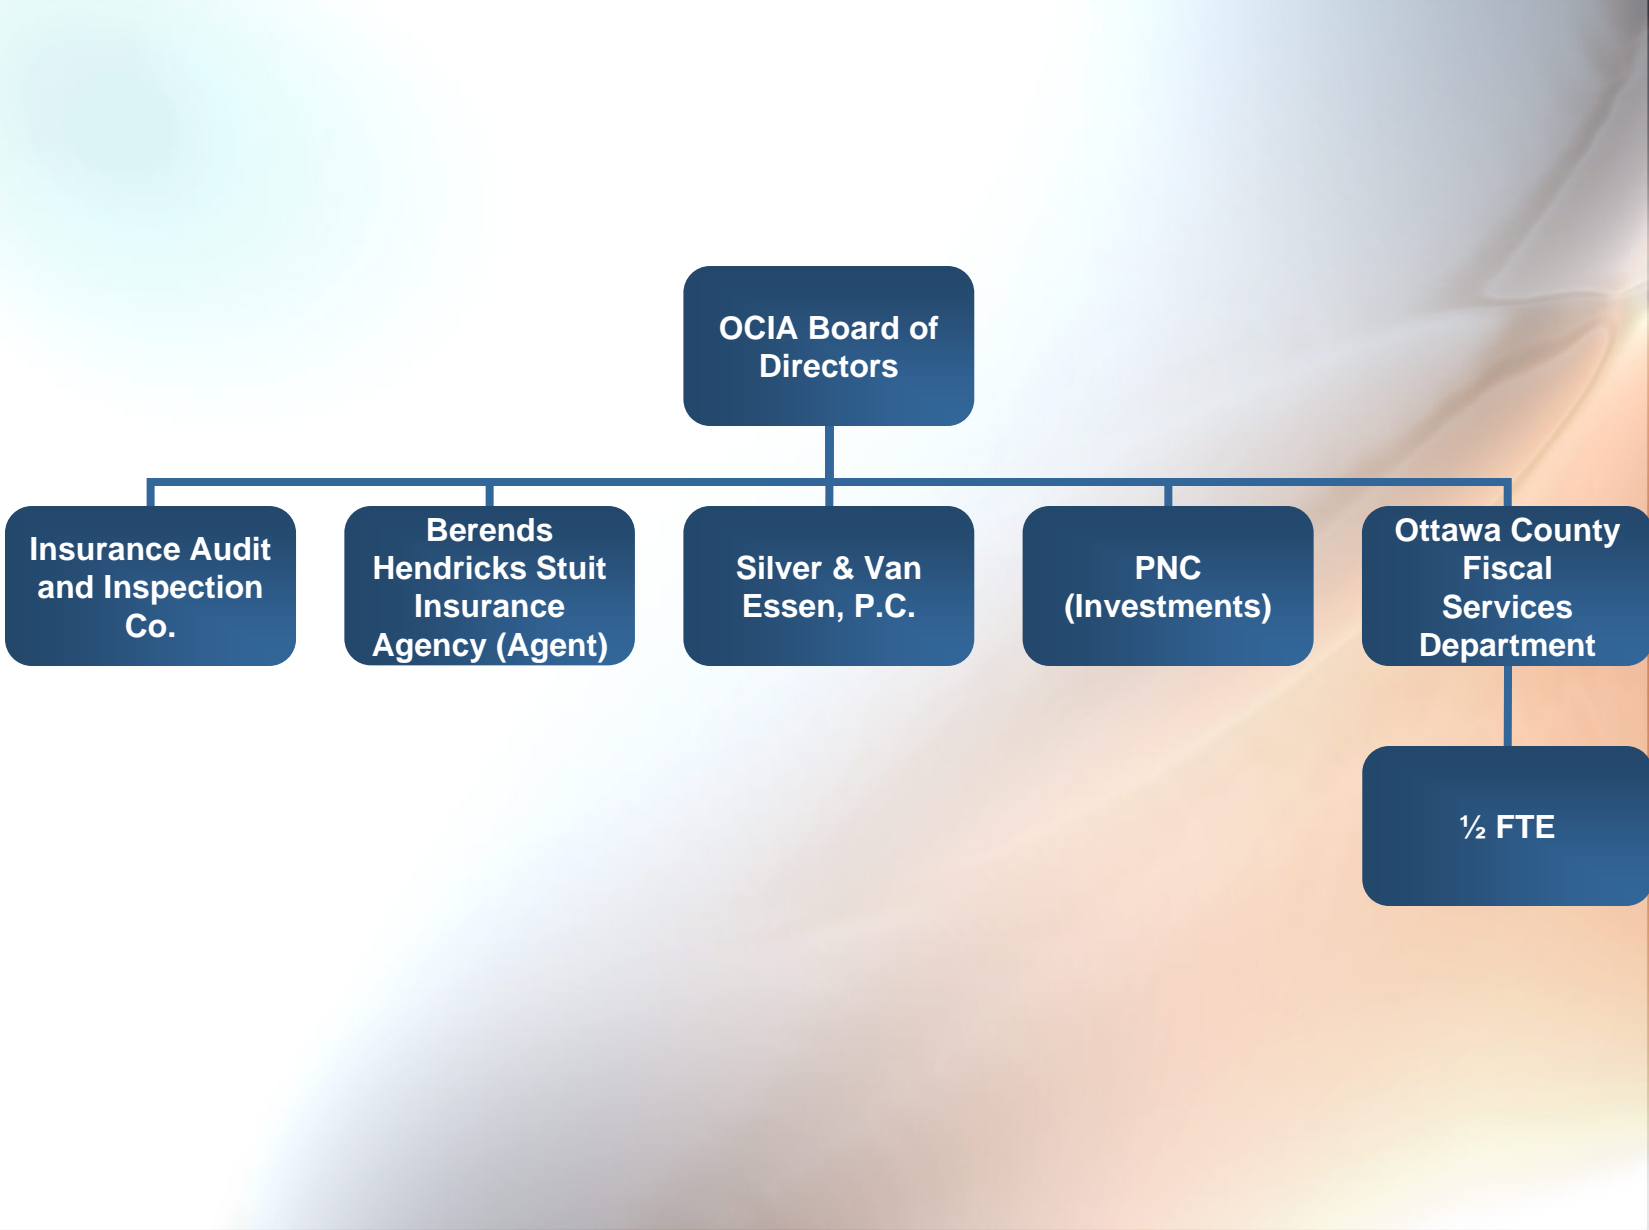 OCIA Board of
Directors
Insurance Audit
and Inspection
Co.
Berends
Hendricks Stuit
Insurance
Agency (Agent)
Silver & Van
Essen, P.C.
PNC
(Investments)
Ottawa County
Fiscal
Services
Department
½ FTE